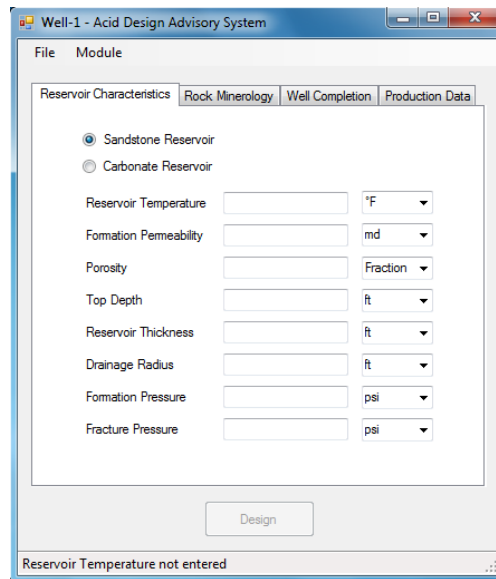 Well-1 - Acid Design Advisory System
File Module
Reservoir Characteristics Rock Minerology Well Completion Production Data
Sandstone Reservoir
Carbonate Reservoir
Reservoir Temperature °F
Formation Permeability md
Porosity Fraction
Top Depth ft
Reservoir Thickness ft
Drainage Radius ft
Formation Pressure psi
Fracture Pressure psi
Design
Reservoir Temperature not entered